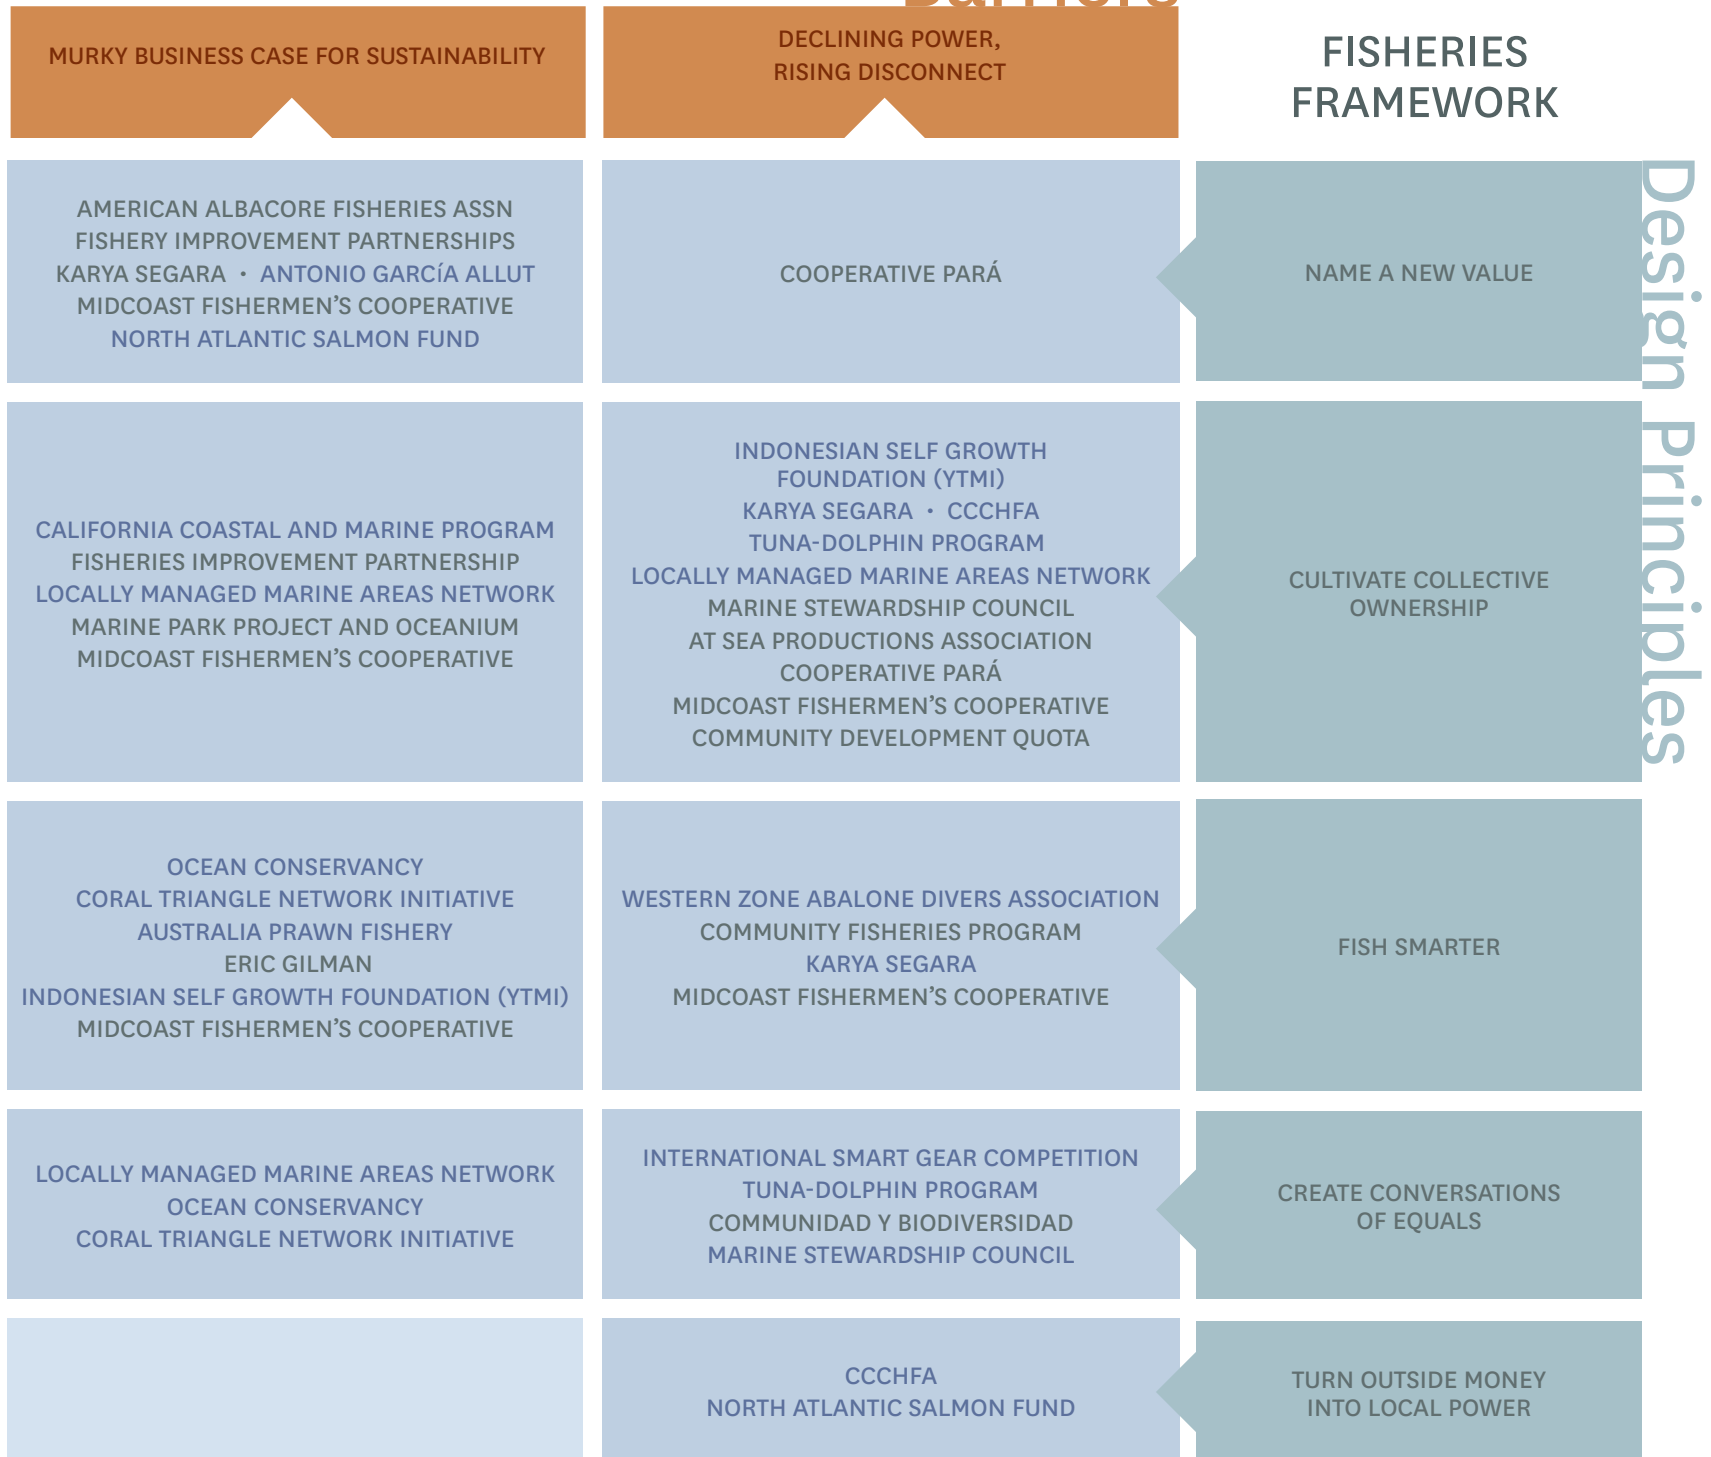 Barriers
MURKY BUSINESS CASE FOR SUSTAINABILITY
DECLINING POWER,
RISING DISCONNECT
FISHERIES
FRAMEWORK
AMERICAN ALBACORE FISHERIES ASSN
FISHERY IMPROVEMENT PARTNERSHIPS
KARYA SEGARA • ANTONIO GARCíA ALLUT
MIDCOAST FISHERMEN’S COOPERATIVE
NORTH ATLANTIC SALMON FUND
COOPERATIVE PARÁ
NAME A NEW VALUE
Design Principles
CALIFORNIA COASTAL AND MARINE PROGRAM
FISHERIES IMPROVEMENT PARTNERSHIP
LOCALLY MANAGED MARINE AREAS NETWORK
MARINE PARK PROJECT AND OCEANIUM
MIDCOAST FISHERMEN’S COOPERATIVE
INDONESIAN SELF GROWTH
FOUNDATION (YTMI)
KARYA SEGARA • CCCHFA
TUNA-DOLPHIN PROGRAM
LOCALLY MANAGED MARINE AREAS NETWORK
MARINE STEWARDSHIP COUNCIL
AT SEA PRODUCTIONS ASSOCIATION
COOPERATIVE PARÁ
MIDCOAST FISHERMEN’S COOPERATIVE
COMMUNITY DEVELOPMENT QUOTA
CULTIVATE COLLECTIVE
OWNERSHIP
OCEAN CONSERVANCY
CORAL TRIANGLE NETWORK INITIATIVE
AUSTRALIA PRAWN FISHERY
ERIC GILMAN
INDONESIAN SELF GROWTH FOUNDATION (YTMI)
MIDCOAST FISHERMEN’S COOPERATIVE
WESTERN ZONE ABALONE DIVERS ASSOCIATION
COMMUNITY FISHERIES PROGRAM
KARYA SEGARA
MIDCOAST FISHERMEN’S COOPERATIVE
FISH SMARTER
LOCALLY MANAGED MARINE AREAS NETWORK
OCEAN CONSERVANCY
CORAL TRIANGLE NETWORK INITIATIVE
INTERNATIONAL SMART GEAR COMPETITION
TUNA-DOLPHIN PROGRAM
COMMUNIDAD Y BIODIVERSIDAD
MARINE STEWARDSHIP COUNCIL
CREATE CONVERSATIONS
OF EQUALS
CCCHFA
NORTH ATLANTIC SALMON FUND
TURN OUTSIDE MONEY
INTO LOCAL POWER